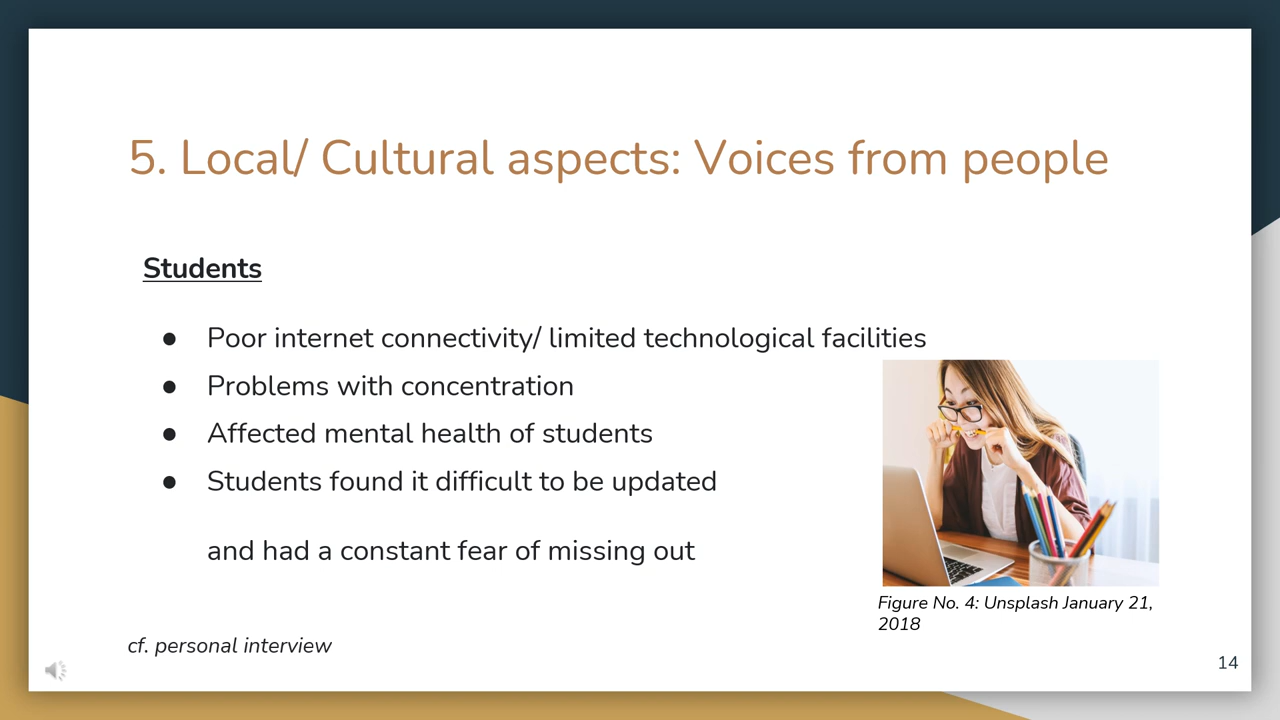 5. Local/ Cultural aspects: Voices from people
Students
● Poor internet connectivity/ limited technological facilities
● Problems with concentration
● Affected mental health of students
● Students found it difficult to be updated
and had a constant fear of missing out
Figure No. 4: Unsplash January 21,
2018
cf. personal interview
14